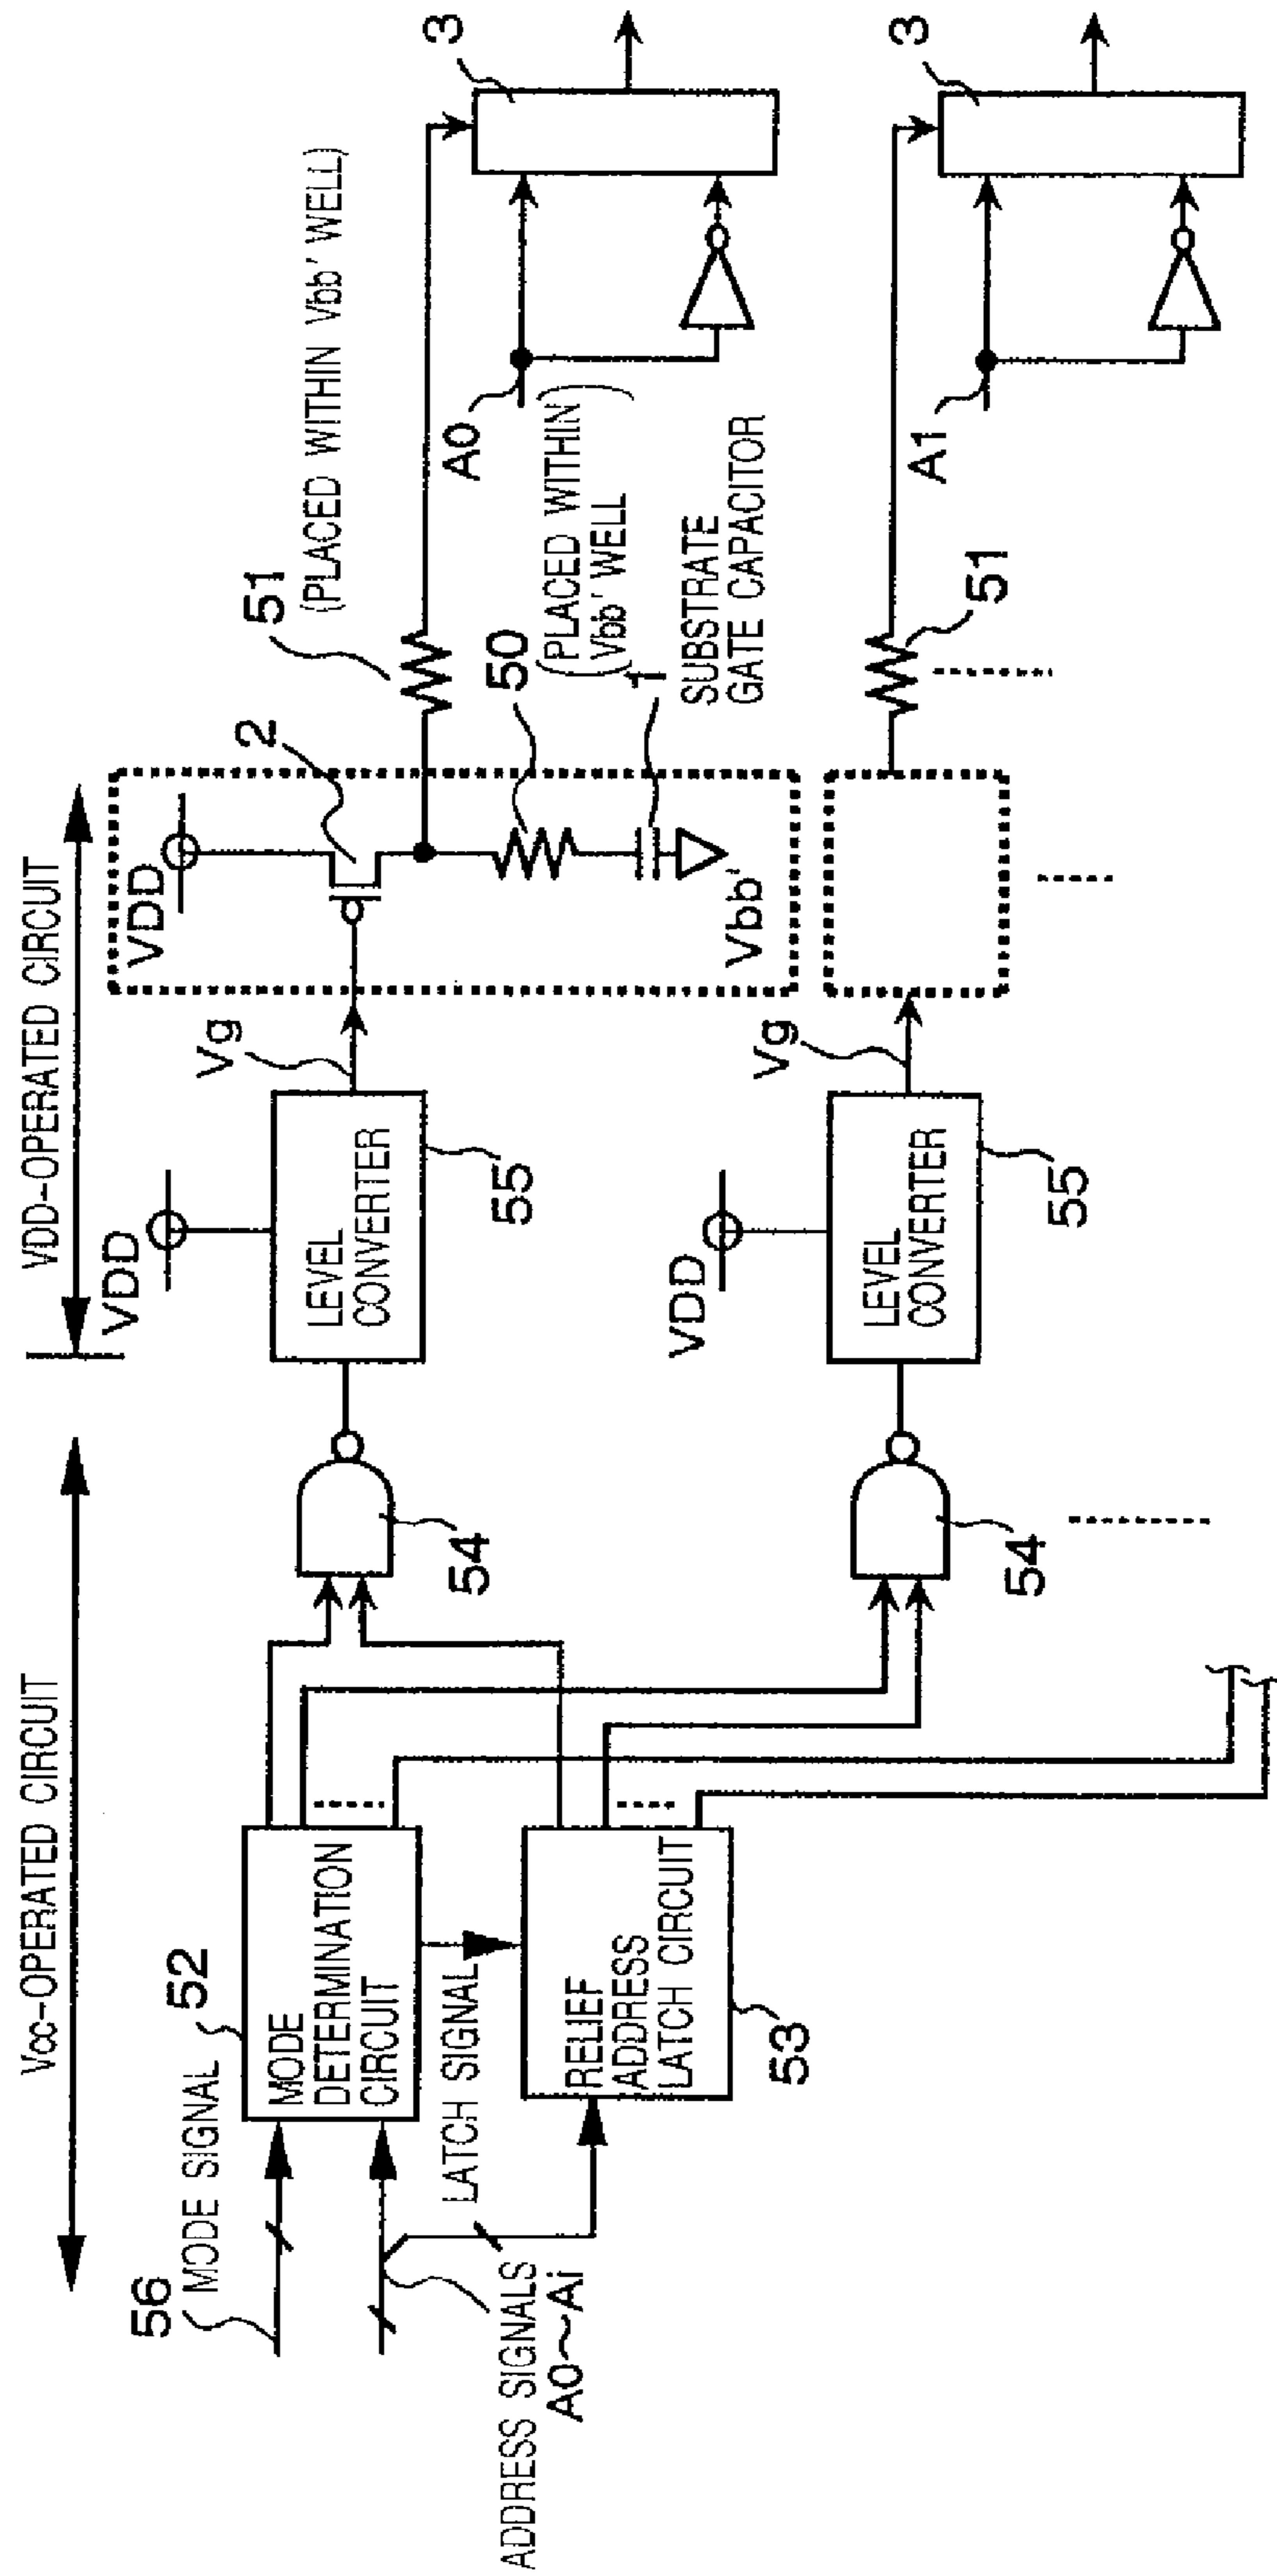 Vcc-OPERATED CIRCUIT
VDD-OPERATED CIRCUIT
56
MODE SIGNAL
52
MODE
DETERMINATION
CIRCUIT
LATCH SIGNAL
ADDRESS SIGNALS
A0~Ai
RELIEF
ADDRESS
LATCH CIRCUIT
53
54
VDD
LEVEL
CONVERTER
55
Vg
VDD
2
51
(PLACED WITHIN Vbb' WELL)
50
(PLACED WITHIN
Vbb' WELL)
1
SUBSTRATE
GATE CAPACITOR
Vbb'
A0
3
54
VDD
LEVEL
CONVERTER
55
Vg
51
A1
3